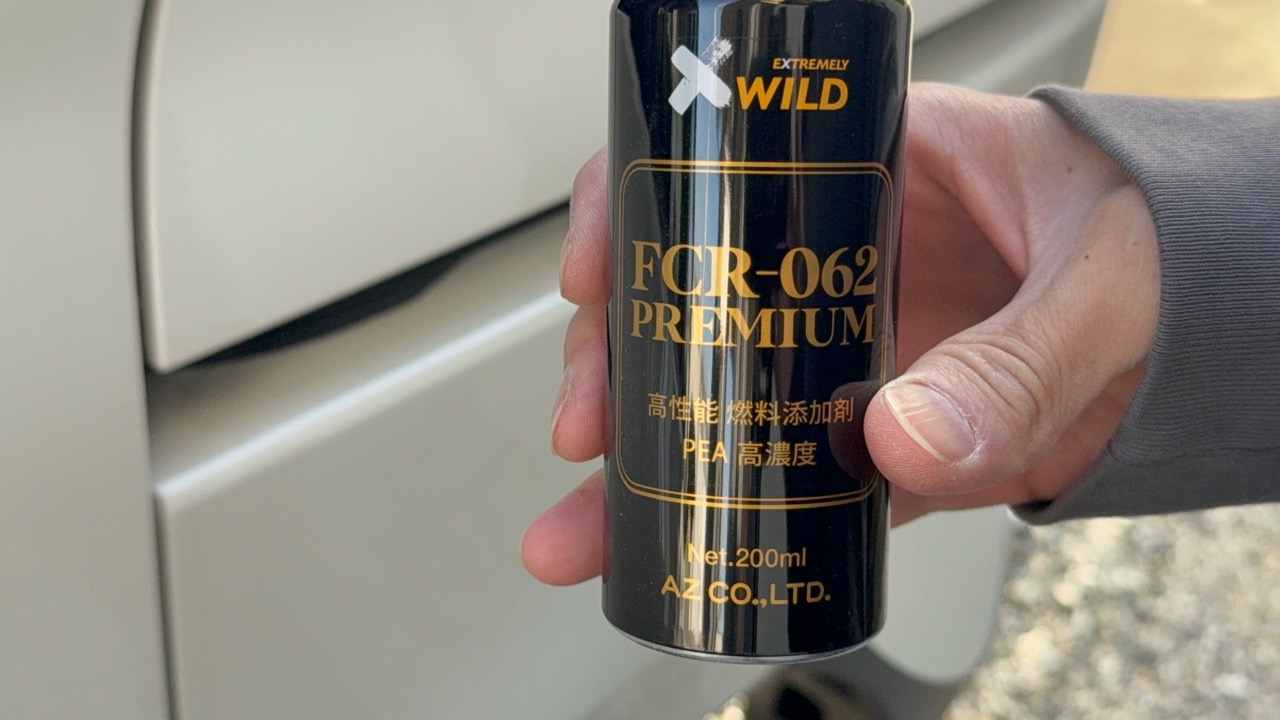 EXTREMELY
WILD
FCR-062
PREMIUM
高性能 燃料添加剤
PEA 高濃度
Net.200ml
AZ CO.,LTD.